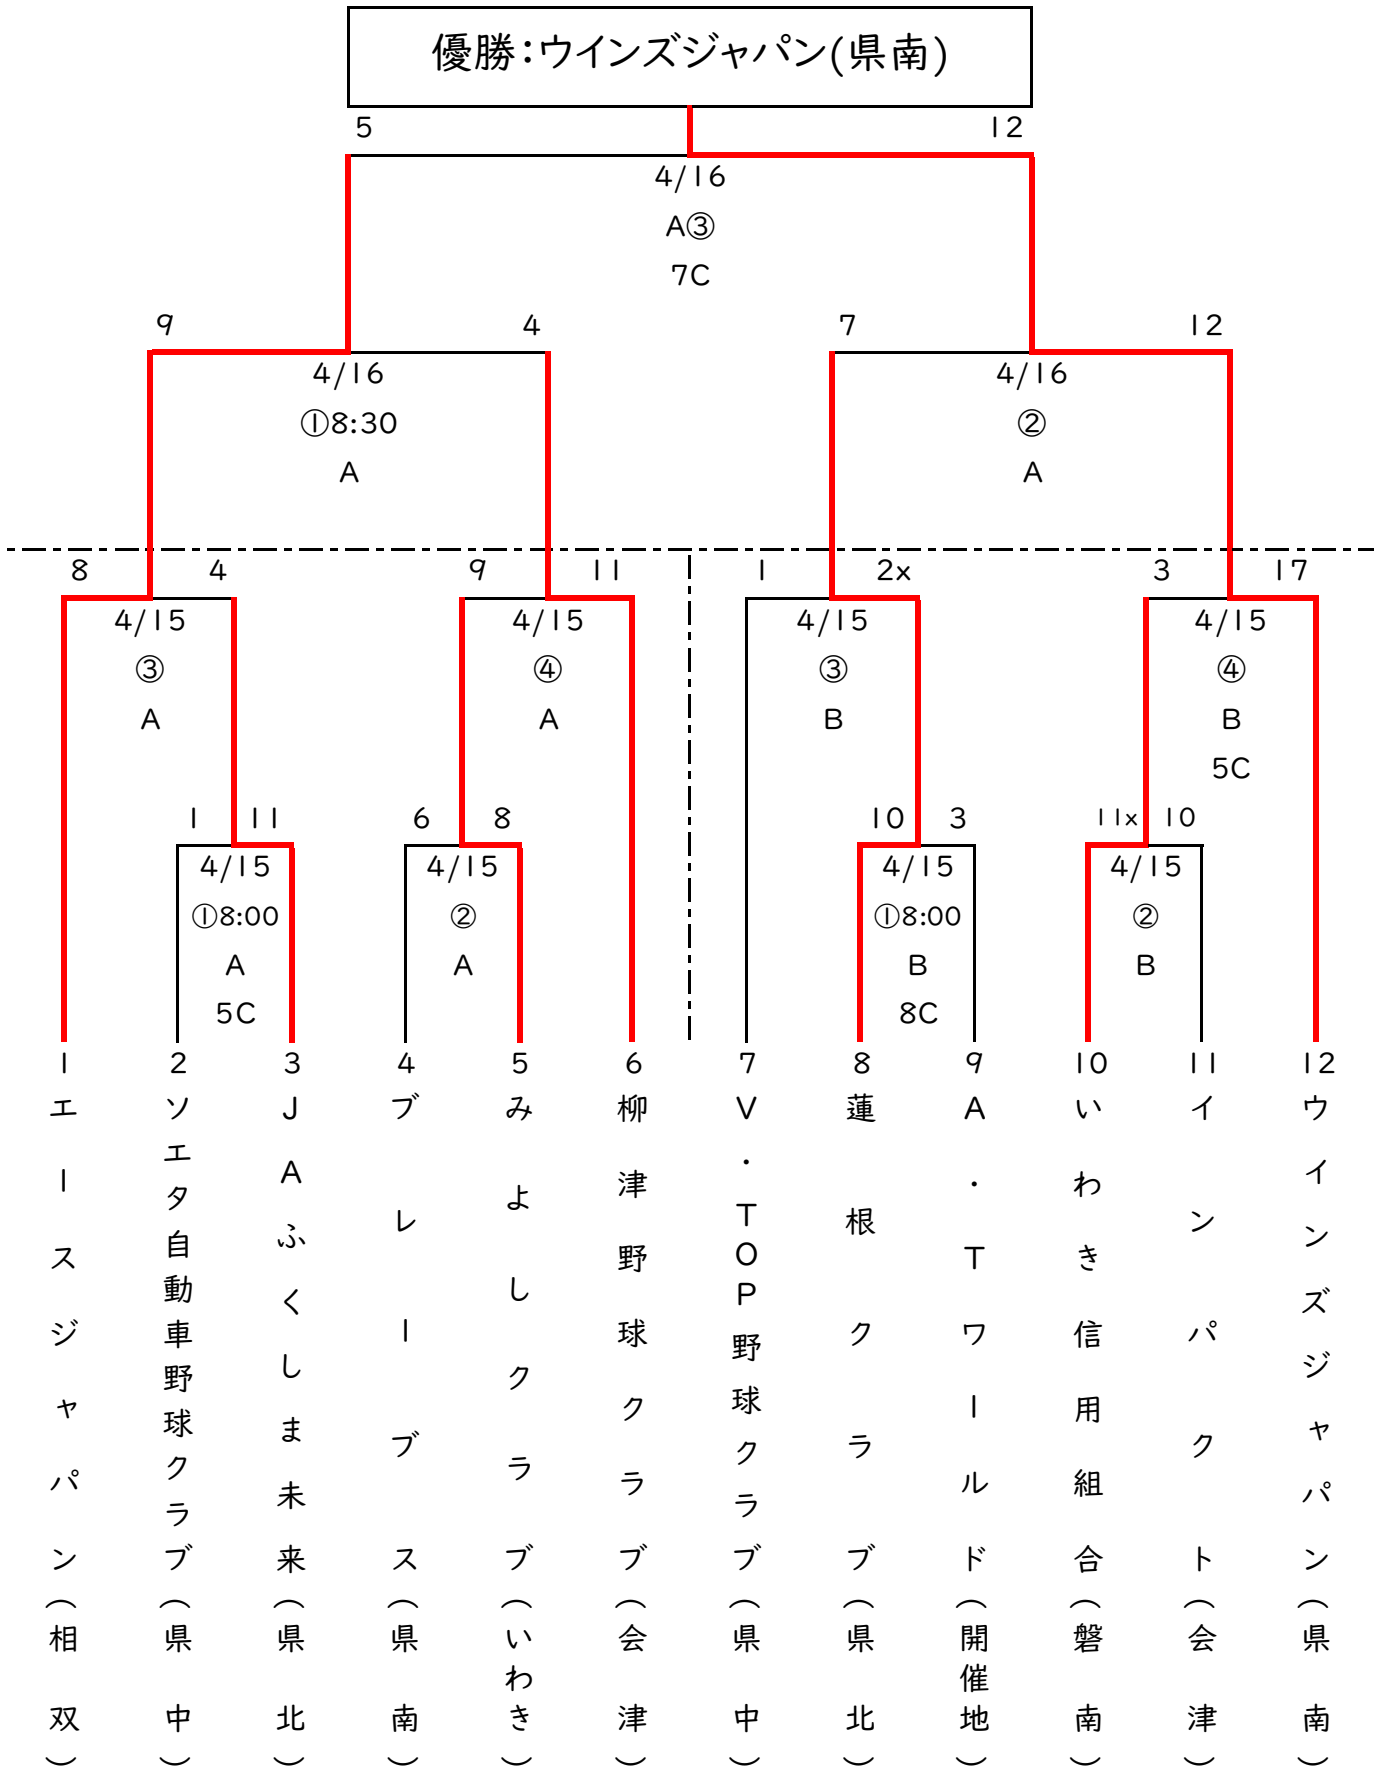 優勝:ウインズジャパン(県南)
5 12
4/16
A③
7C
9 4 7 12
4/16 4/16
①8:30 ②
A A
8 4 9 11 1 2x 3 17
4/15 4/15 4/15 4/15
③ ④ ③ ④
A A B B
5C
1 11 6 8 10 3 11x 10
4/15 4/15 4/15 4/15
①8:00 ② ①8:00 ②
A A B B
5C 8C
1 2 3 4 5 6 7 8 9 10 11 12
エースジャパン(相双)
ソエタ自動車野球クラブ(県中)
JAふくしま未来(県北)
ブレーブス(県南)
みよしクラブ(いわき)
柳津野球クラブ(会津)
V・TOP野球クラブ(県中)
蓮根クラブ(県北)
A・Tワールド(開催地)
いわき信用組合(磐南)
インパクト(会津)
ウインズジャパン(県南)